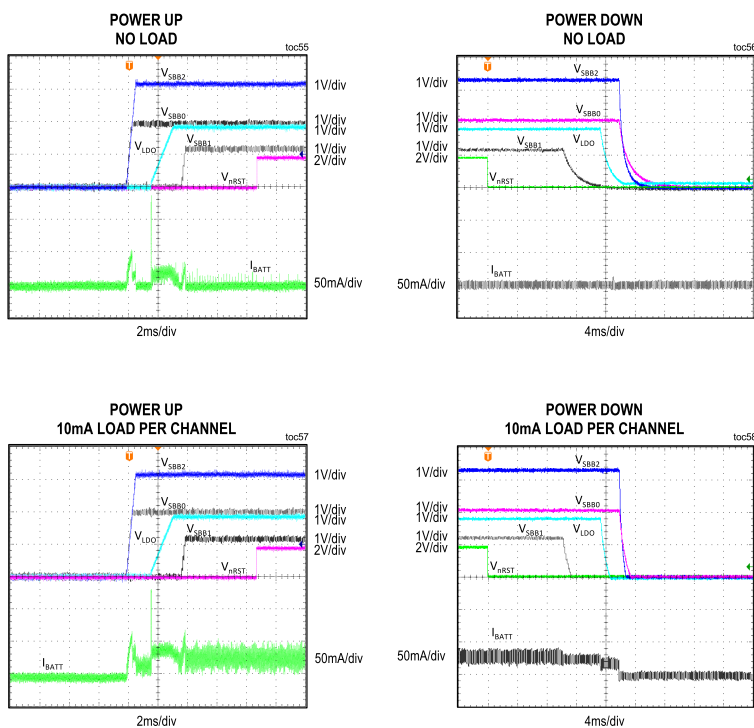 POWER UP
NO LOAD
toc55
T
VSBB2
1V/div
VSBB0
1V/div
1V/div
VLDO
VSBB1
1V/div
2V/div
VnRST
IBATT
50mA/div
2ms/div
POWER DOWN
NO LOAD
toc56
T
VSBB2
1V/div
VSBB0
1V/div
1V/div
VLDO
1V/div
VSBB1
2V/div
VnRST
IBATT
50mA/div
4ms/div
POWER UP
10mA LOAD PER CHANNEL
toc57
T
VSBB2
1V/div
VSBB0
1V/div
1V/div
VLDO
VSBB1
1V/div
2V/div
VnRST
IBATT
50mA/div
2ms/div
POWER DOWN
10mA LOAD PER CHANNEL
toc58
T
VSBB2
1V/div
VSBB0
1V/div
1V/div
VSBB1
VLDO
1V/div
2V/div
VnRST
IBATT
50mA/div
4ms/div